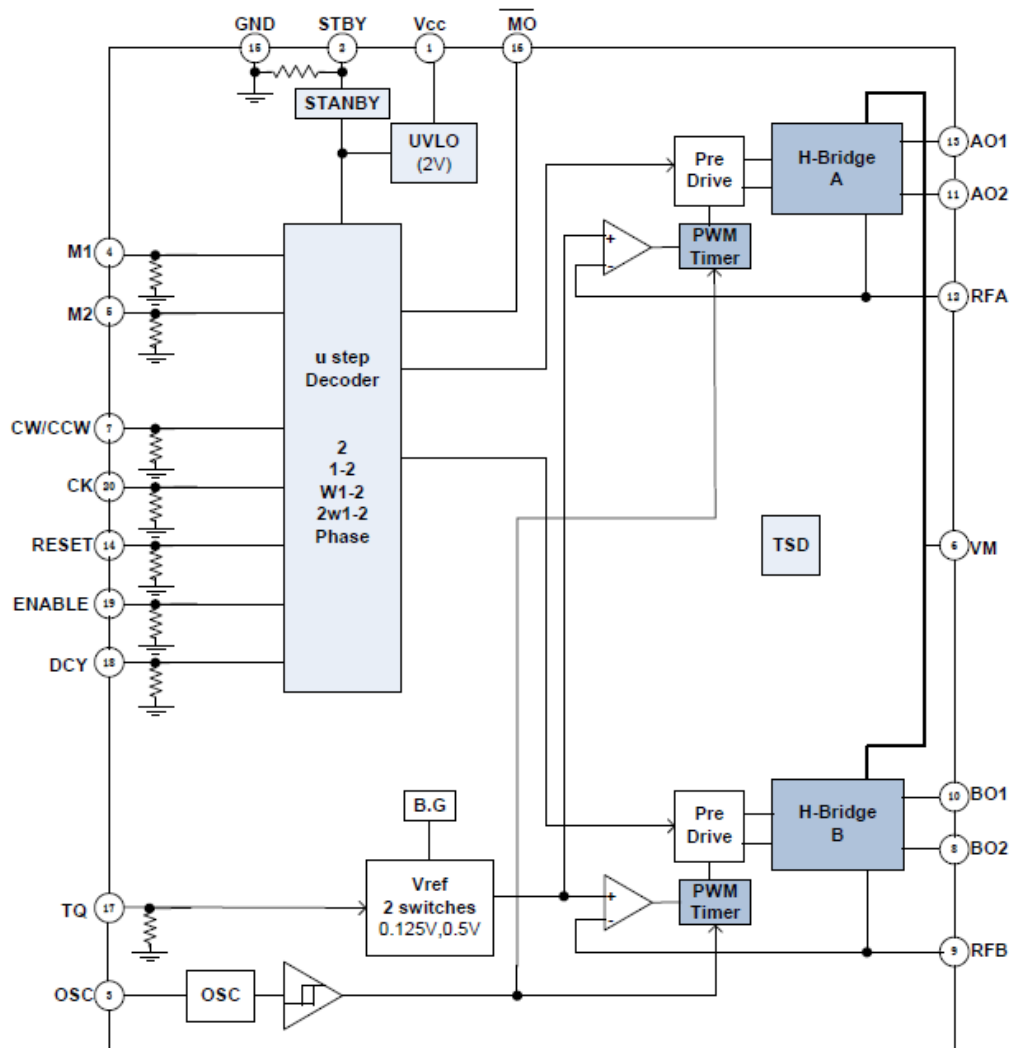 GND STBY Vcc MO
15 2 1 16
STANBY
UVLO
(2V)
Pre
Drive
H-Bridge
A
13 AO1
11 AO2
M1 4
+
-
PWM
Timer
M2 5
12 RFA
u step
Decoder
CW/CCW 7
2
1-2
W1-2
2w1-2
Phase
CK 20
RESET 14
TSD
6 VM
ENABLE 19
DCY 18
B.G
Pre
Drive
H-Bridge
B
10 BO1
8 BO2
TQ 17
Vref
2 switches
0.125V,0.5V
+
-
PWM
Timer
9 RFB
OSC 3
OSC